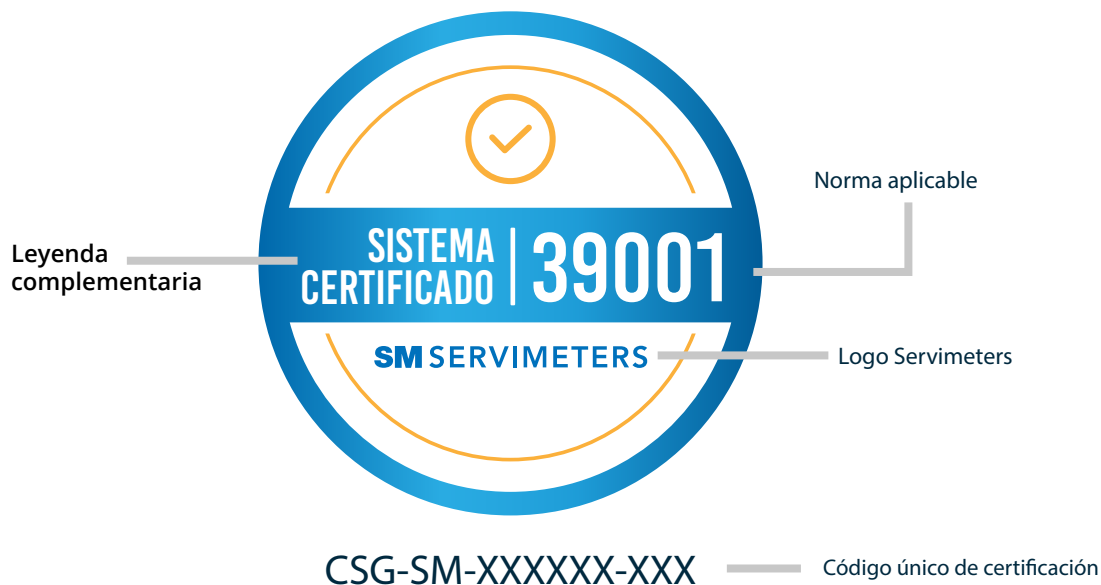 Norma aplicable
Leyenda
complementaria
SISTEMA
CERTIFICADO
39001
SM SERVIMETERS
Logo Servimeters
CSG-SM-XXXXXX-XXX
Código único de certificación